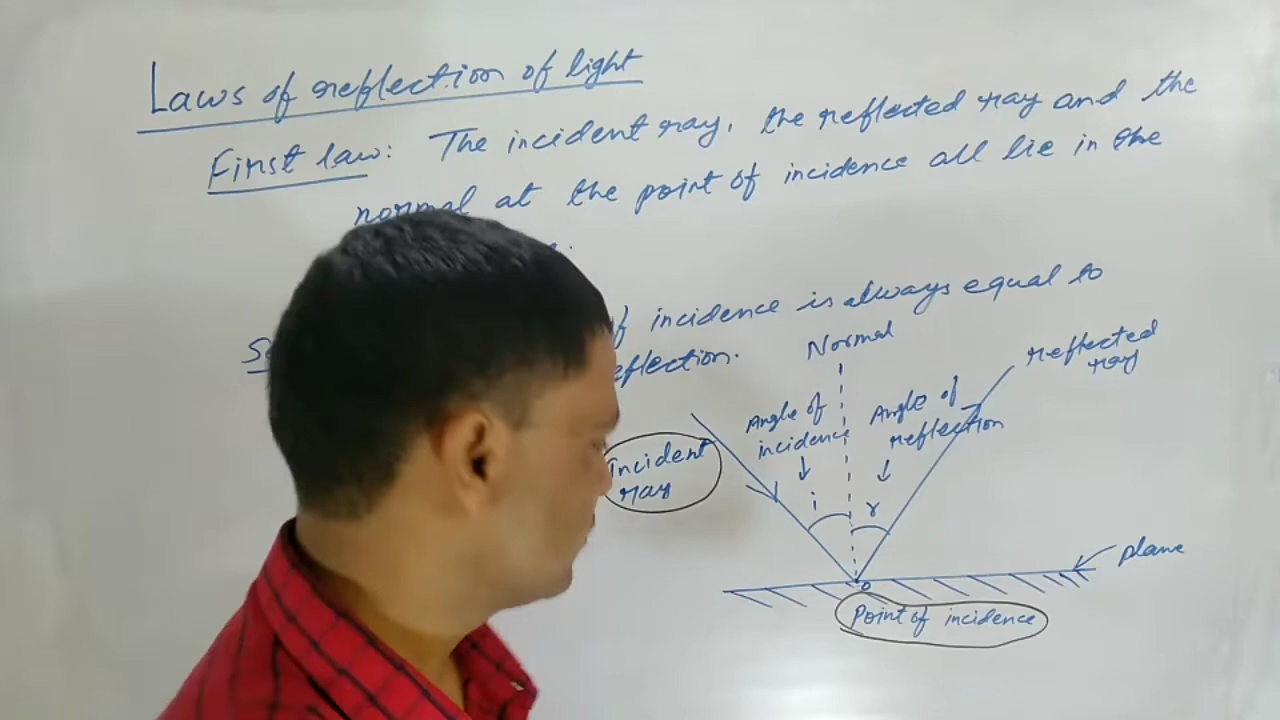 Laws of reflection of light
First law: The incident ray, the reflected ray and the
normal at the point of incidence all lie in the
incidence is always equal to
reflection.
Normal
reflected
ray
Angle of
incidence
Angle of
reflection
incident
ray
i
r
plane
O
Point of incidence